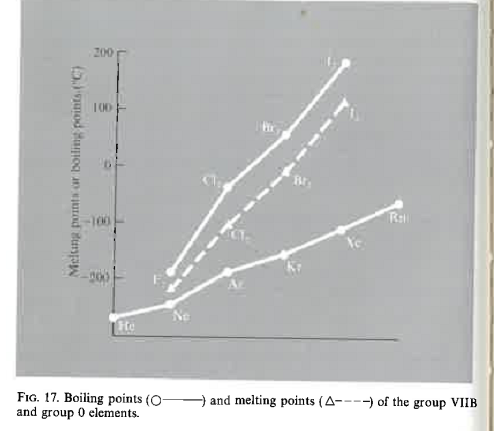 200
I₂
100
Br₂
I₂
0
Cl₂
Br₂
-100
Cl₂
Rn
Xe
-200
F₂
Kr
Ar
Ne
He
Melting points or boiling points (°C)
FIG. 17. Boiling points (○——) and melting points (△----) of the group VIIB
and group 0 elements.